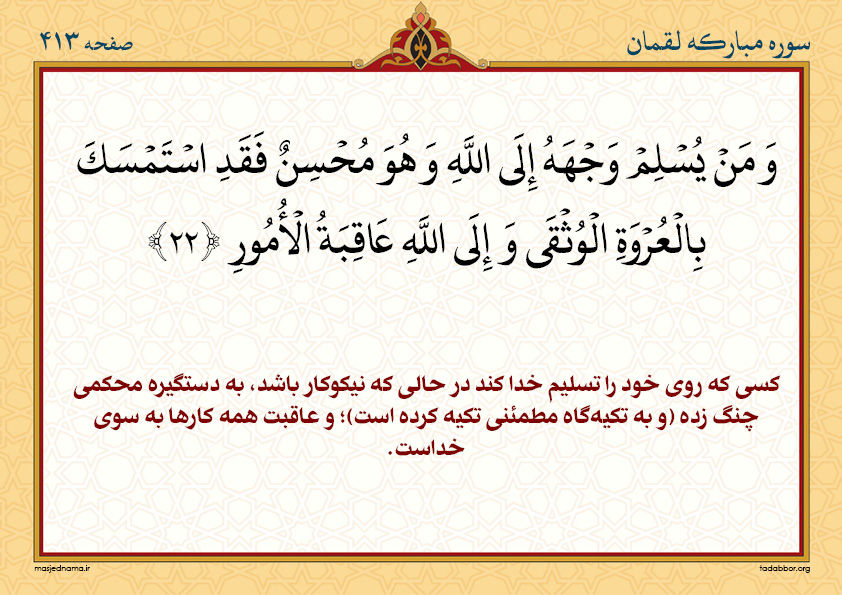 سوره مبارکه لقمان
صفحه ۴۱۳
وَ مَنْ يُسْلِمْ وَجْهَهُ إِلَى اللَّهِ وَ هُوَ مُحْسِنٌ فَقَدِ اسْتَمْسَكَ
بِالْعُرْوَةِ الْوُثْقَى وَ إِلَى اللَّهِ عَاقِبَةُ الْأُمُورِ ﴿۲۲﴾
کسی که روی خود را تسلیم خدا کند در حالی که نیکوکار باشد، به دستگیره محکمی
چنگ زده (و به تکیه‌گاه مطمئنی تکیه کرده است)؛ و عاقبت همه کارها به سوی
خداست.
masjednama.ir
tadabbor.org